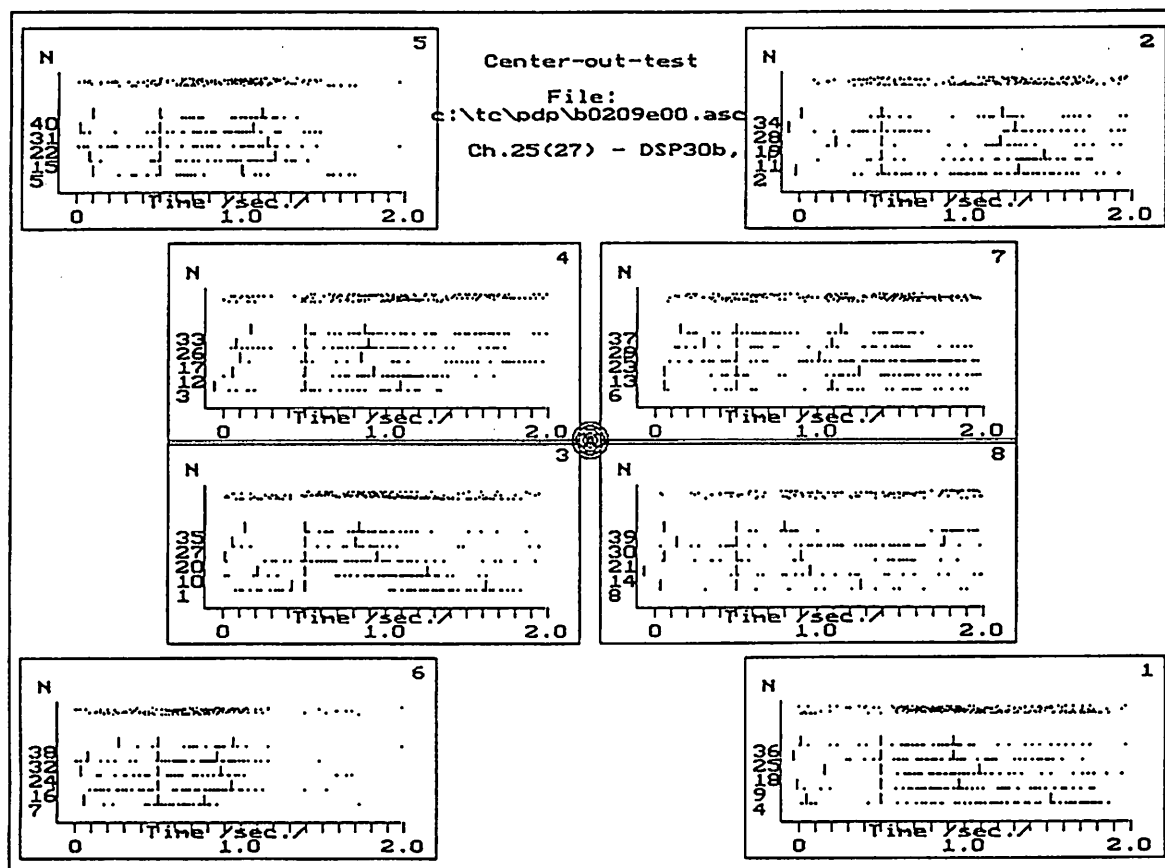 5
N
40
31
25
15
5
Time /sec./
0 1.0 2.0
Center-out-test
File:
c:\tc\pdp\b0209e00.asc
Ch.25(27) - DSP30b,
2
N
34
28
19
11
2
Time /sec./
0 1.0 2.0
4
N
33
26
17
12
3
Time /sec./
0 1.0 2.0
7
N
37
29
23
13
6
Time /sec./
0 1.0 2.0
3
N
35
27
20
10
1
Time /sec./
0 1.0 2.0
8
N
39
30
21
14
8
Time /sec./
0 1.0 2.0
6
N
38
32
24
16
7
Time /sec./
0 1.0 2.0
1
N
36
25
18
9
4
Time /sec./
0 1.0 2.0